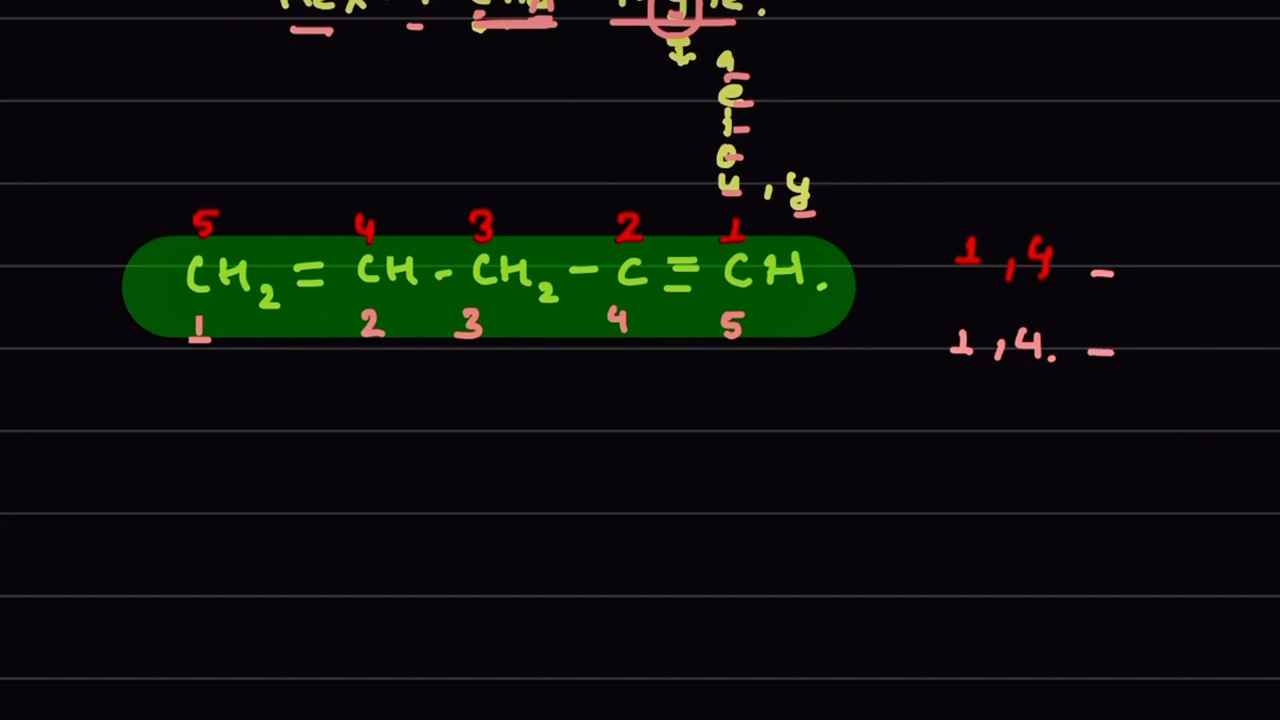 a
e
i
o
u , y
5 4 3 2 1
CH₂ = CH - CH₂ - C ≡ CH. 1 , 4 -
1 2 3 4 5 1 , 4. -